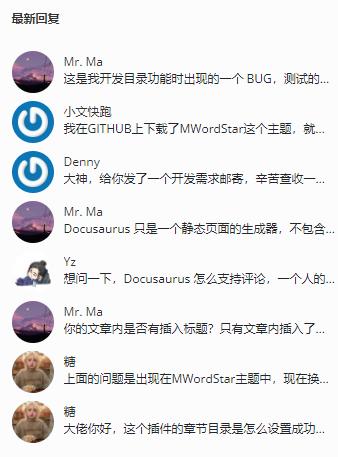 最新回复
Mr. Ma
这是我开发目录功能时出现的一个 BUG，测试的...
小文快跑
我在GITHUB上下载了MWordStar这个主题，就...
Denny
大神，给你发了一个开发需求邮寄，辛苦查收一...
Mr. Ma
Docusaurus 只是一个静态页面的生成器，不包含...
Yz
想问一下，Docusaurus 怎么支持评论，一个人的...
Mr. Ma
你的文章内是否有插入标题？只有文章内插入了...
糖
上面的问题是出现在MWordStar主题中，现在换...
糖
大佬你好，这个插件的章节目录是怎么设置成功...